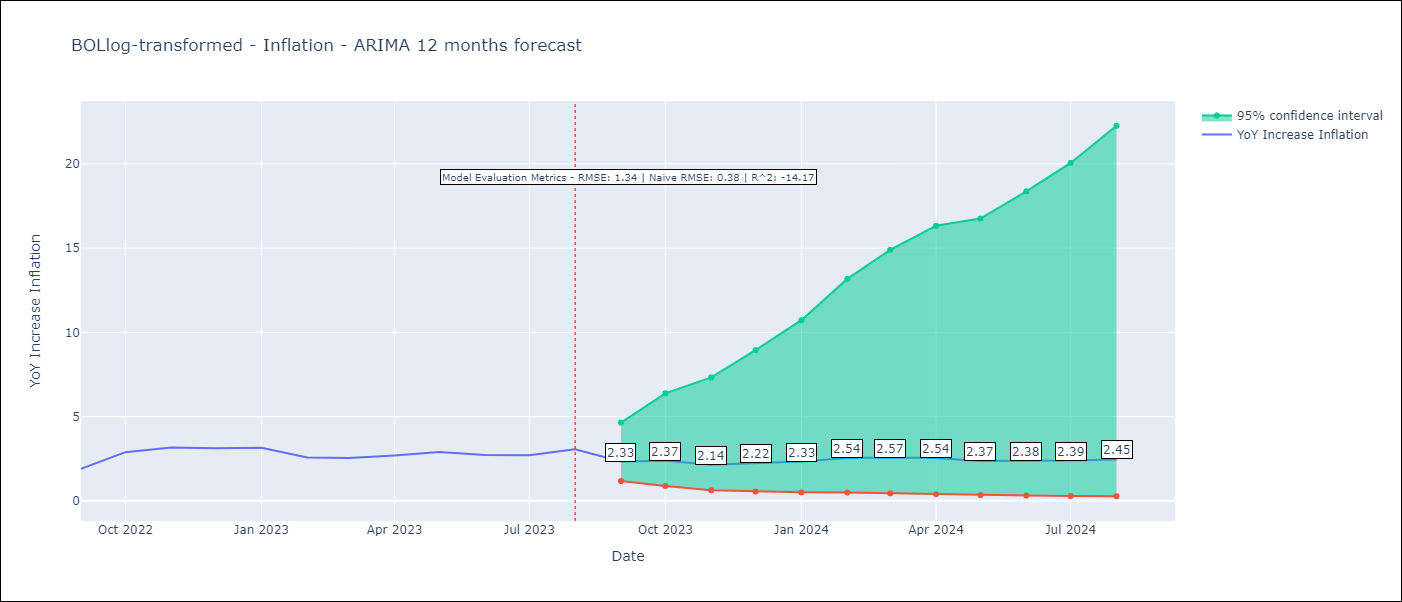 BOLlog-transformed - Inflation - ARIMA 12 months forecast
95% confidence interval
YoY Increase Inflation
Model Evaluation Metrics - RMSE: 1.34 | Naive RMSE: 0.38 | R^2: -14.17
YoY Increase Inflation
20
15
10
5
0
2.33
2.37
2.14
2.22
2.33
2.54
2.57
2.54
2.37
2.38
2.39
2.45
Oct 2022
Jan 2023
Apr 2023
Jul 2023
Oct 2023
Jan 2024
Apr 2024
Jul 2024
Date